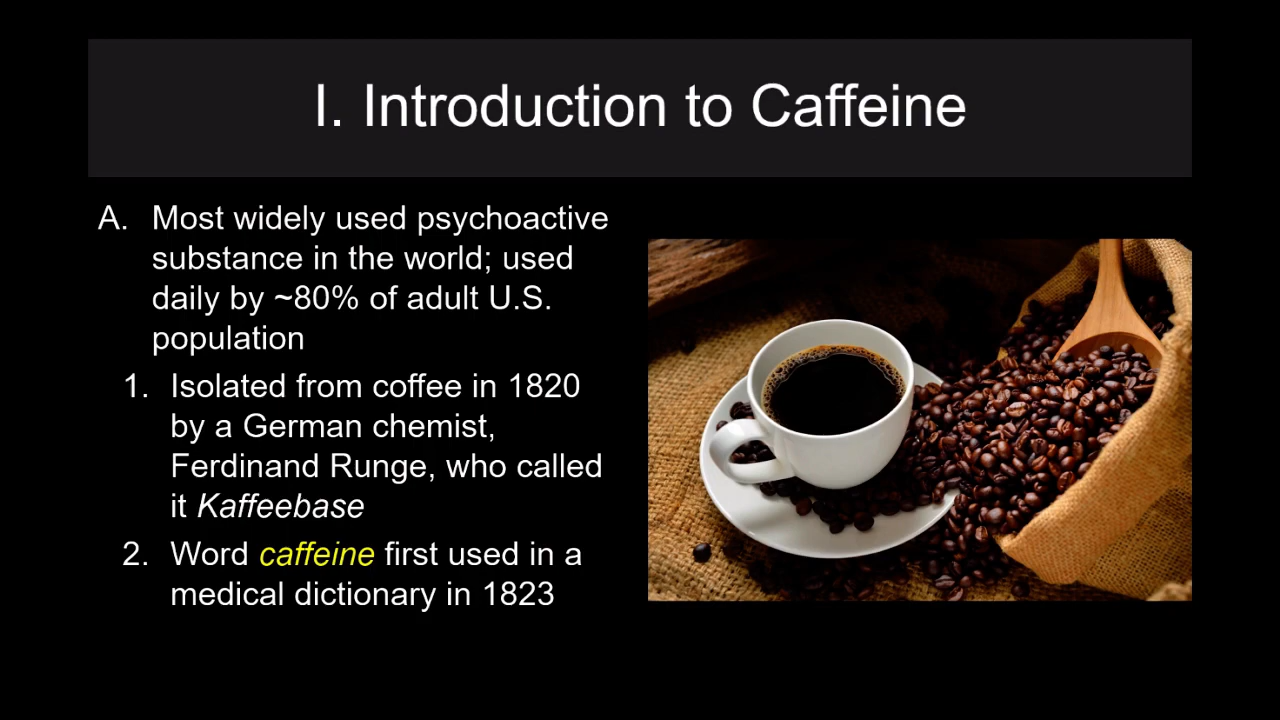 I. Introduction to Caffeine
A. Most widely used psychoactive
substance in the world; used
daily by ~80% of adult U.S.
population
1. Isolated from coffee in 1820
by a German chemist,
Ferdinand Runge, who called
it Kaffeebase
2. Word caffeine first used in a
medical dictionary in 1823